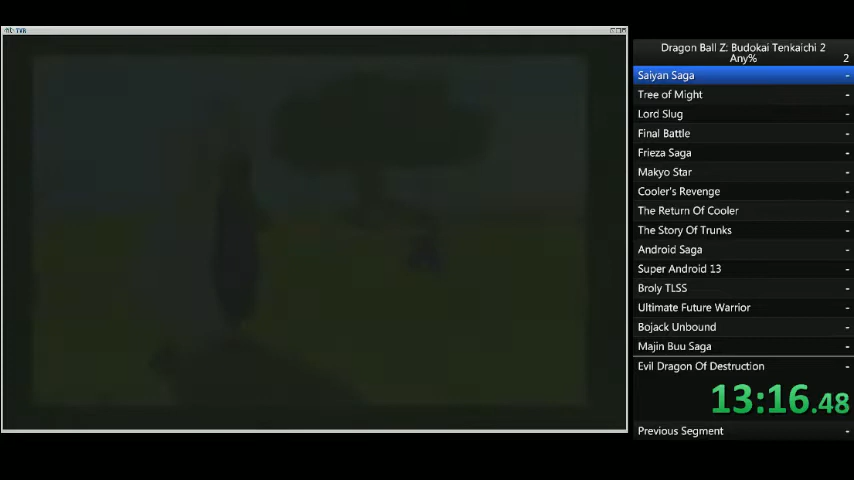 Dragon Ball Z: Budokai Tenkaichi 2
Any% 2
Saiyan Saga -
Tree of Might -
Lord Slug -
Final Battle -
Frieza Saga -
Makyo Star -
Cooler's Revenge -
The Return Of Cooler -
The Story Of Trunks -
Android Saga -
Super Android 13 -
Broly TLSS -
Ultimate Future Warrior -
Bojack Unbound -
Majin Buu Saga -
Evil Dragon Of Destruction -
13:16.48
Previous Segment -